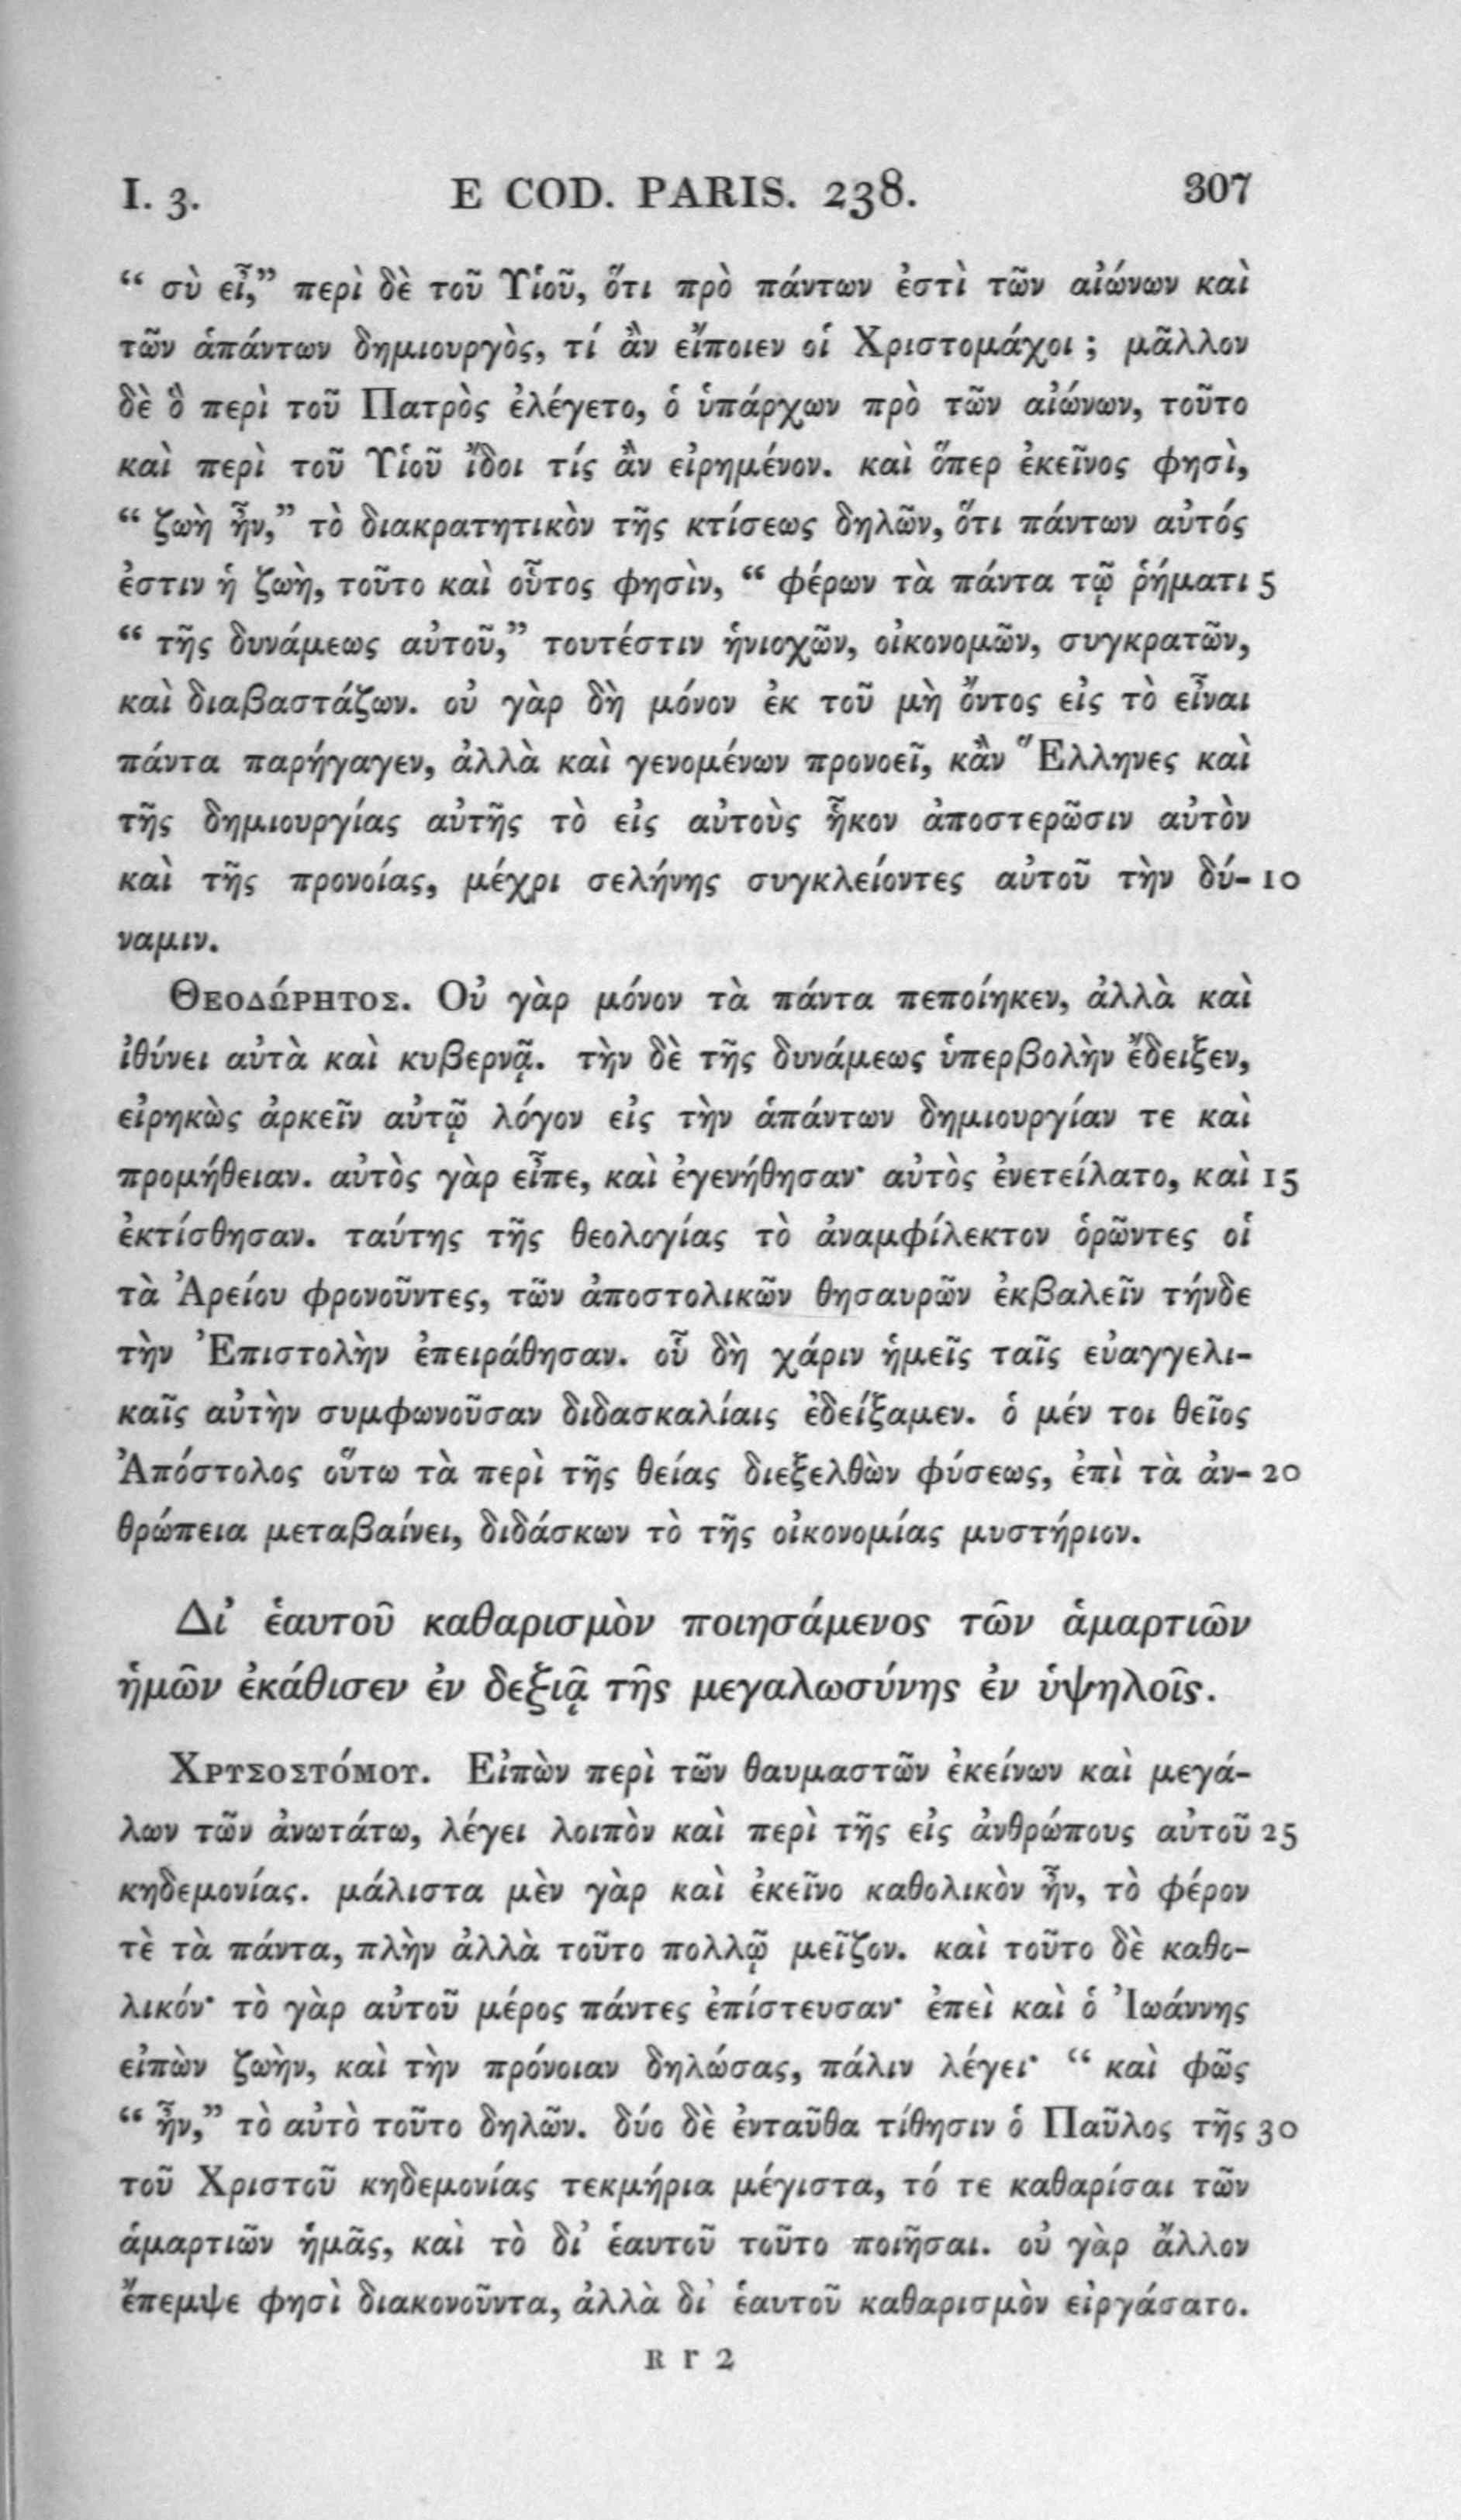 I. 3. E COD. PARIS. 238. 307
“ σὺ εἶ,” περὶ δὲ τοῦ Υἱοῦ, ὅτι πρὸ πάντων ἐστὶ τῶν αἰώνων καὶ
τῶν ἁπάντων δημιουργὸς, τί ἂν εἴποιεν οἱ Χριστομάχοι ; μᾶλλον
δὲ ὃ περὶ τοῦ Πατρὸς ἐλέγετο, ὁ ὑπάρχων πρὸ τῶν αἰώνων, τοῦτο
καὶ περὶ τοῦ Υἱοῦ ἴδοι τίς ἂν εἰρημένον. καὶ ὅπερ ἐκεῖνος φησὶ,
“ ζωὴ ἦν,” τὸ διακρατητικὸν τῆς κτίσεως δηλῶν, ὅτι πάντων αὐτός
ἐστιν ἡ ζωὴ, τοῦτο καὶ οὗτος φησὶν, “ φέρων τὰ πάντα τῷ ῥήματι 5
“ τῆς δυνάμεως αὐτοῦ,” τουτέστιν ἡνιοχῶν, οἰκονομῶν, συγκρατῶν,
καὶ διαβαστάζων. οὐ γὰρ δὴ μόνον ἐκ τοῦ μὴ ὄντος εἰς τὸ εἶναι
πάντα παρήγαγεν, ἀλλὰ καὶ γενομένων προνοεῖ, κἂν Ἕλληνες καὶ
τῆς δημιουργίας αὐτῆς τὸ εἰς αὐτοὺς ἧκον ἀποστερῶσιν αὐτὸν
καὶ τῆς προνοίας, μέχρι σελήνης συγκλείοντες αὐτοῦ τὴν δύ- 10
ναμιν.
ΘΕΟΔΏΡΗΤΟΣ. Οὐ γὰρ μόνον τὰ πάντα πεποίηκεν, ἀλλὰ καὶ
ἰθύνει αὐτὰ καὶ κυβερνᾷ. τὴν δὲ τῆς δυνάμεως ὑπερβολὴν ἔδειξεν,
εἰρηκὼς ἀρκεῖν αὐτῷ λόγον εἰς τὴν ἁπάντων δημιουργίαν τε καὶ
προμήθειαν. αὐτὸς γὰρ εἶπε, καὶ ἐγενήθησαν· αὐτὸς ἐνετείλατο, καὶ 15
ἐκτίσθησαν. ταύτης τῆς θεολογίας τὸ ἀναμφίλεκτον ὁρῶντες οἱ
τὰ Ἀρείου φρονοῦντες, τῶν ἀποστολικῶν θησαυρῶν ἐκβαλεῖν τήνδε
τὴν Ἐπιστολὴν ἐπειράθησαν. οὗ δὴ χάριν ἡμεῖς ταῖς εὐαγγελι-
καῖς αὐτὴν συμφωνοῦσαν διδασκαλίαις ἐδείξαμεν. ὁ μέν τοι θεῖος
Ἀπόστολος οὕτω τὰ περὶ τῆς θείας διεξελθὼν φύσεως, ἐπὶ τὰ ἀν- 20
θρώπεια μεταβαίνει, διδάσκων τὸ τῆς οἰκονομίας μυστήριον.
Δι’ ἑαυτοῦ καθαρισμὸν ποιησάμενος τῶν ἁμαρτιῶν
ἡμῶν ἐκάθισεν ἐν δεξιᾷ τῆς μεγαλωσύνης ἐν ὑψηλοῖς.
ΧΡΥΣΟΣΤΌΜΟΥ. Εἰπὼν περὶ τῶν θαυμαστῶν ἐκείνων καὶ μεγά-
λων τῶν ἀνωτάτω, λέγει λοιπὸν καὶ περὶ τῆς εἰς ἀνθρώπους αὐτοῦ 25
κηδεμονίας. μάλιστα μὲν γὰρ καὶ ἐκεῖνο καθολικὸν ἦν, τὸ φέρον
τὲ τὰ πάντα, πλὴν ἀλλὰ τοῦτο πολλῷ μεῖζον. καὶ τοῦτο δὲ καθο-
λικόν· τὸ γὰρ αὐτοῦ μέρος πάντες ἐπίστευσαν· ἐπεὶ καὶ ὁ Ἰωάννης
εἰπὼν ζωὴν, καὶ τὴν πρόνοιαν δηλώσας, πάλιν λέγει· “ καὶ φῶς
“ ἦν,” τὸ αὐτὸ τοῦτο δηλῶν. δύο δὲ ἐνταῦθα τίθησιν ὁ Παῦλος τῆς 30
τοῦ Χριστοῦ κηδεμονίας τεκμήρια μέγιστα, τό τε καθαρίσαι τῶν
ἁμαρτιῶν ἡμᾶς, καὶ τὸ δι’ ἑαυτοῦ τοῦτο ποιῆσαι. οὐ γὰρ ἄλλον
ἔπεμψε φησὶ διακονοῦντα, ἀλλὰ δι’ ἑαυτοῦ καθαρισμὸν εἰργάσατο.
R r 2